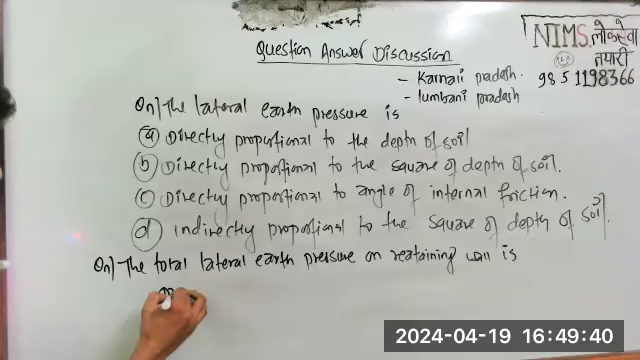 NIMS, लोकसेवा
तयारी
9851198366
Question Answer Discussion
- Karnali pradesh.
- lumbani pradesh
Qn) The lateral earth pressure is
(a) Directly proportional to the depth of soil
(b) Directly proportional to the square of depth of soil.
(c) Directly proportional to angle of internal friction.
(d) Indirectly proportional to the square of depth of soil.
Qn) The total lateral earth pressure on reataining wall is
2024-04-19 16:49:40